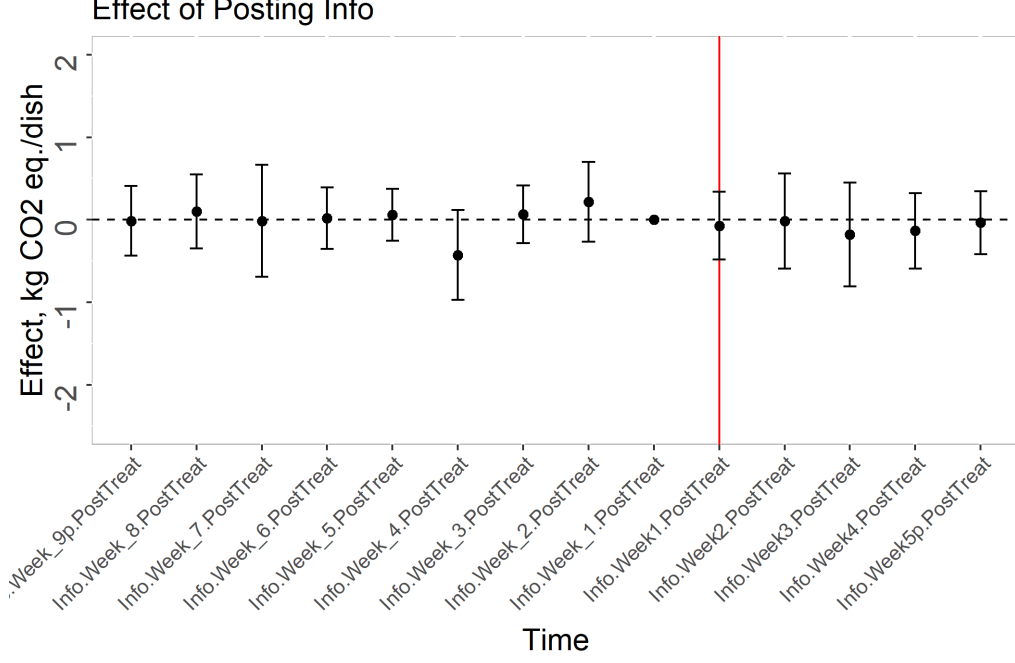 Effect of Posting Info
Effect, kg CO2 eq./dish
2
1
0
-1
-2
.Week_9p.PostTreat
Info.Week_8.PostTreat
Info.Week_7.PostTreat
Info.Week_6.PostTreat
Info.Week_5.PostTreat
Info.Week_4.PostTreat
Info.Week_3.PostTreat
Info.Week_2.PostTreat
Info.Week_1.PostTreat
Info.Week1.PostTreat
Info.Week2.PostTreat
Info.Week3.PostTreat
Info.Week4.PostTreat
Info.Week5p.PostTreat
Time